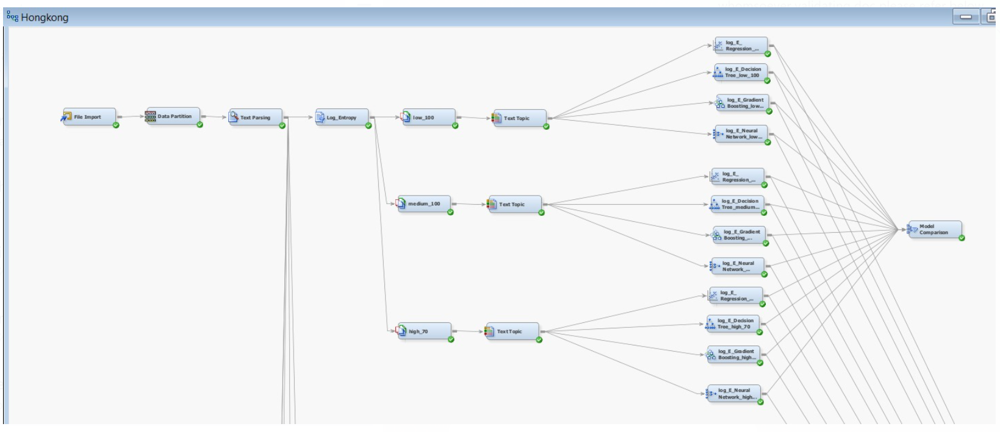 Hongkong
File Import
Data Partition
Text Parsing
Log_Entropy
low_100
Text Topic
log_E_
Regression_...
log_E_Decision
Tree_low_100
log_E_Gradient
Boosting_low...
log_E_Neural
Network_low...
medium_100
Text Topic
log_E_
Regression_...
log_E_Decision
Tree_medium...
log_E_Gradient
Boosting_...
log_E_Neural
Network_...
Model
Comparison
high_70
Text Topic
log_E_
Regression_...
log_E_Decision
Tree_high_70
log_E_Gradient
Boosting_high...
log_E_Neural
Network_high...